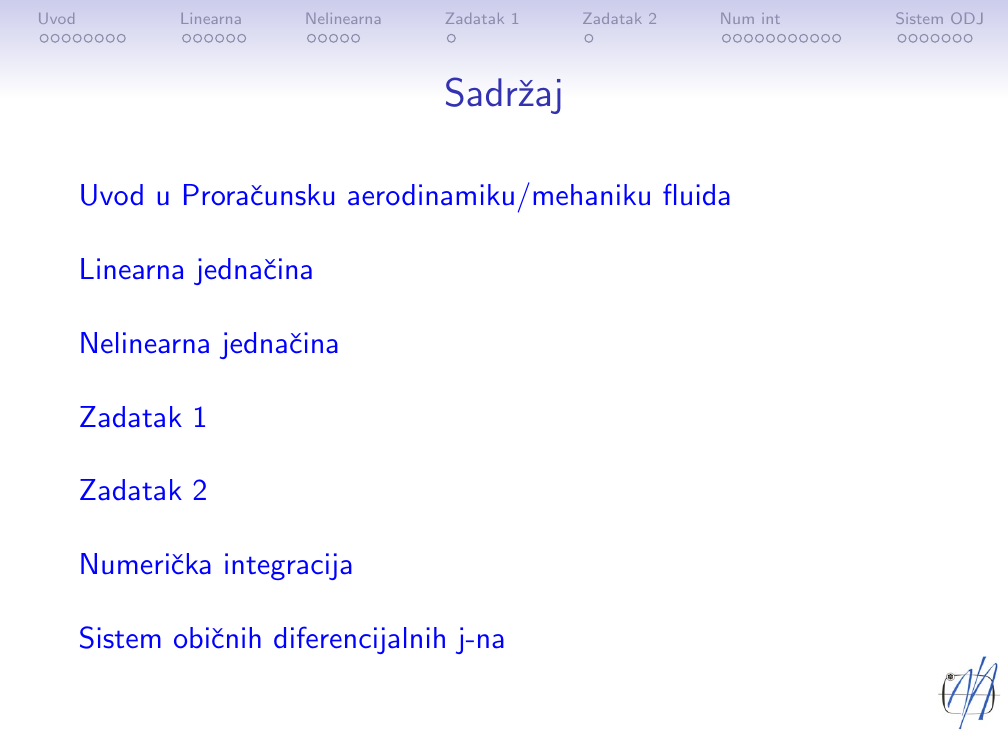 Uvod Linearna Nelinearna Zadatak 1 Zadatak 2 Num int Sistem ODJ
Sadržaj
Uvod u Proračunsku aerodinamiku/mehaniku fluida
Linearna jednačina
Nelinearna jednačina
Zadatak 1
Zadatak 2
Numerička integracija
Sistem običnih diferencijalnih j-na